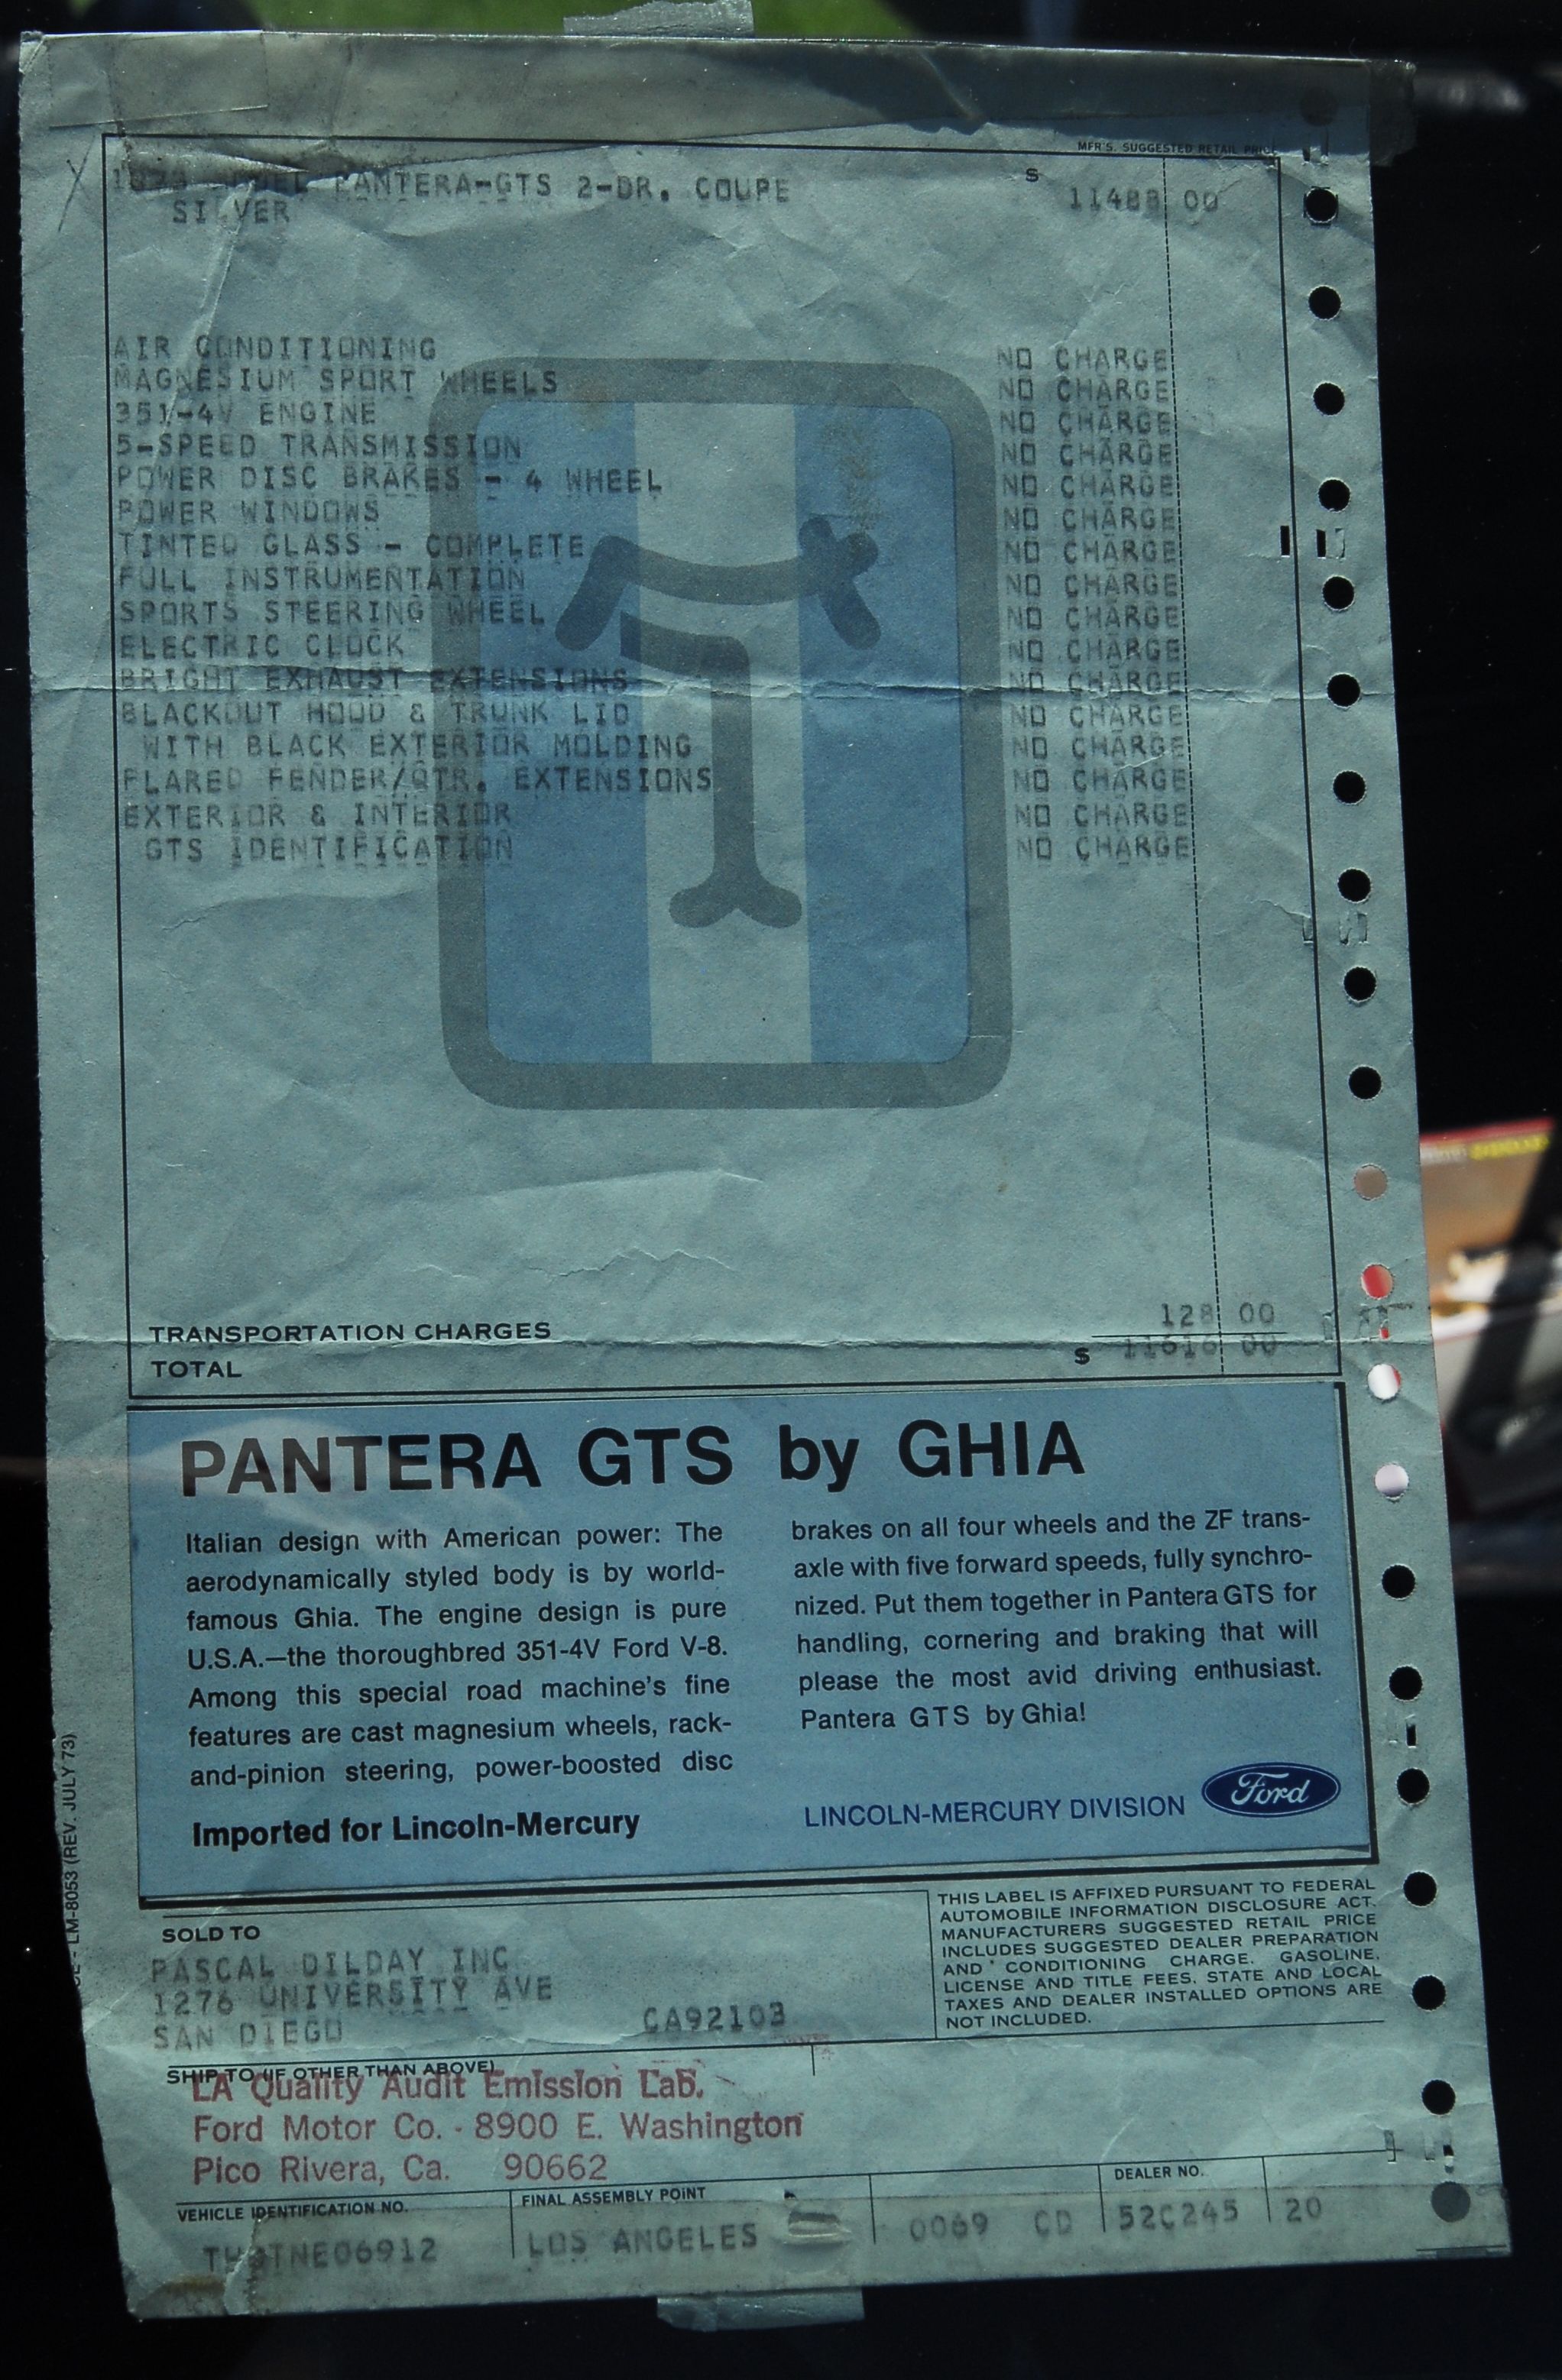 MFR'S. SUGGESTED RETAIL PRICE
MODEL PANTERA-GTS 2-DR. COUPE $ 11488 00
SILVER
AIR CONDITIONING NO CHARGE
MAGNESIUM SPORT WHEELS NO CHARGE
351-4V ENGINE NO CHARGE
5-SPEED TRANSMISSION NO CHARGE
POWER DISC BRAKES - 4 WHEEL NO CHARGE
POWER WINDOWS NO CHARGE
TINTED GLASS - COMPLETE NO CHARGE
FULL INSTRUMENTATION NO CHARGE
SPORTS STEERING WHEEL NO CHARGE
ELECTRIC CLOCK NO CHARGE
BRIGHT EXHAUST EXTENSIONS NO CHARGE
BLACKOUT HOOD & TRUNK LID NO CHARGE
WITH BLACK EXTERIOR MOLDING NO CHARGE
FLARED FENDER/QTR. EXTENSIONS NO CHARGE
EXTERIOR & INTERIOR NO CHARGE
GTS IDENTIFICATION NO CHARGE
TRANSPORTATION CHARGES 128 00
TOTAL $ 11616 00
PANTERA GTS by GHIA
Italian design with American power: The
aerodynamically styled body is by world-
famous Ghia. The engine design is pure
U.S.A.—the thoroughbred 351-4V Ford V-8.
Among this special road machine's fine
features are cast magnesium wheels, rack-
and-pinion steering, power-boosted disc
brakes on all four wheels and the ZF trans-
axle with five forward speeds, fully synchro-
nized. Put them together in Pantera GTS for
handling, cornering and braking that will
please the most avid driving enthusiast.
Pantera GTS by Ghia!
Imported for Lincoln-Mercury
LINCOLN-MERCURY DIVISION Ford
LM-8053 (REV. JULY 73)
SOLD TO
PASCAL DILDAY INC
1276 UNIVERSITY AVE
SAN DIEGO CA92103
THIS LABEL IS AFFIXED PURSUANT TO FEDERAL
AUTOMOBILE INFORMATION DISCLOSURE ACT.
MANUFACTURERS SUGGESTED RETAIL PRICE
INCLUDES SUGGESTED DEALER PREPARATION
AND CONDITIONING CHARGE. GASOLINE,
LICENSE AND TITLE FEES, STATE AND LOCAL
TAXES AND DEALER INSTALLED OPTIONS ARE
NOT INCLUDED.
SHIP TO (IF OTHER THAN ABOVE)
LA Quality Audit Emission Lab.
Ford Motor Co. - 8900 E. Washington
Pico Rivera, Ca. 90662
VEHICLE IDENTIFICATION NO. FINAL ASSEMBLY POINT DEALER NO.
LOS ANGELES 0069 CD 52C245 20